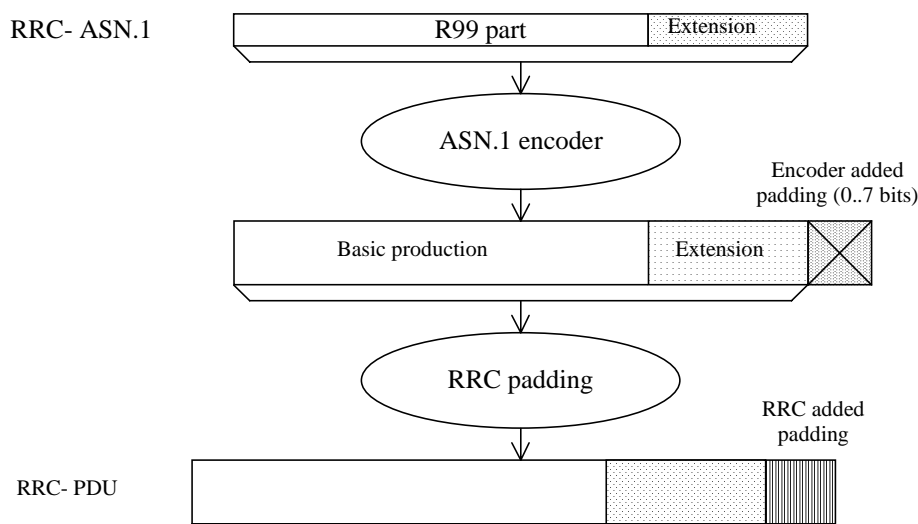 RRC- ASN.1
R99 part
Extension
ASN.1 encoder
Encoder added
padding (0..7 bits)
Basic production
Extension
RRC padding
RRC added
padding
RRC- PDU